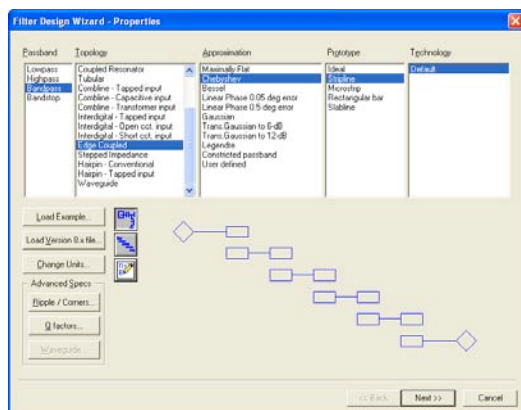 Filter Design Wizard - Properties
Passband
Topology
Approximation
Prototype
Technology
Lowpass
Highpass
Bandpass
Bandstop
Coupled Resonator
Tubular
Combline - Tapped input
Combline - Capacitive input
Combline - Transformer input
Interdigital - Tapped input
Interdigital - Open cct. input
Interdigital - Short cct. input
Edge Coupled
Stepped Impedance
Hairpin - Conventional
Hairpin - Tapped input
Waveguide
Maximally Flat
Chebyshev
Bessel
Linear Phase 0.05 deg error
Linear Phase 0.5 deg error
Gaussian
Trans.Gaussian to 6-dB
Trans.Gaussian to 12-dB
Legendre
Constricted passband
User defined
Ideal
Stripline
Microstrip
Rectangular bar
Slabline
Default
Load Example...
Load Version 8.x file...
Change Units...
Advanced Specs
Ripple / Corners...
Q factors...
Waveguide...
<< Back
Next >>
Cancel